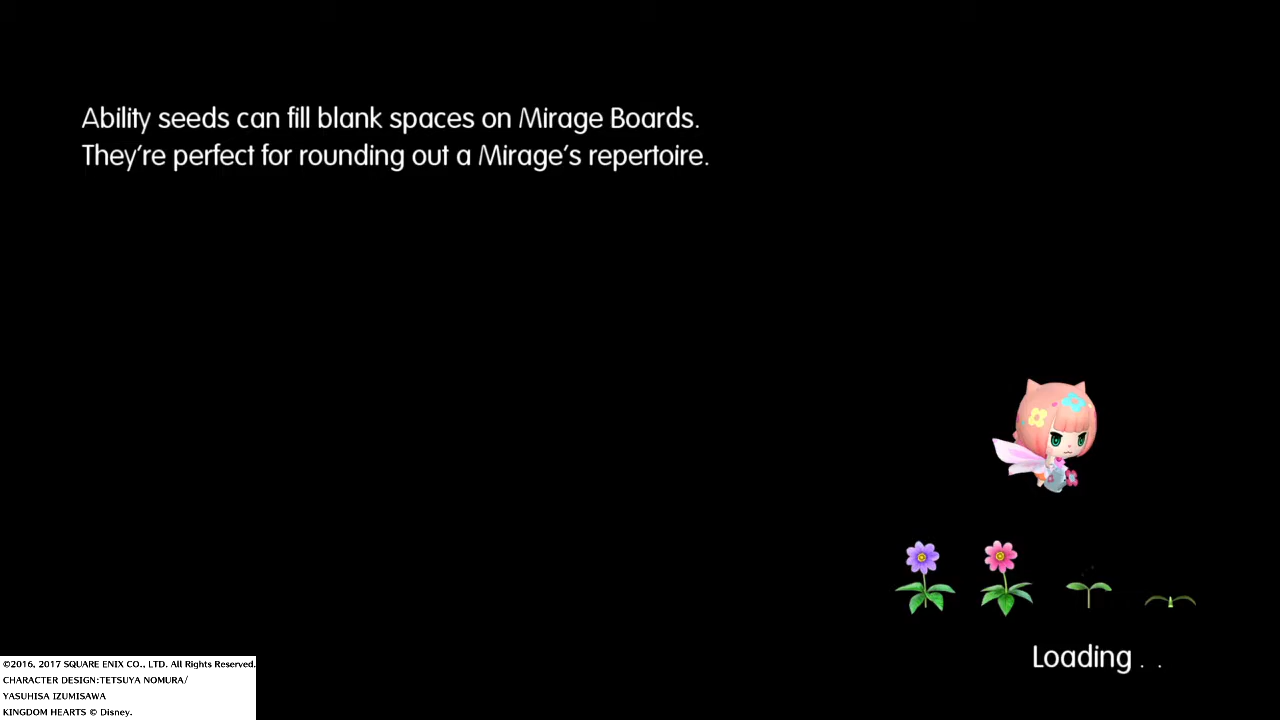 Ability seeds can fill blank spaces on Mirage Boards.
They're perfect for rounding out a Mirage's repertoire.
Loading . .
©2016, 2017 SQUARE ENIX CO., LTD. All Rights Reserved.
CHARACTER DESIGN:TETSUYA NOMURA/
YASUHISA IZUMISAWA
KINGDOM HEARTS © Disney.